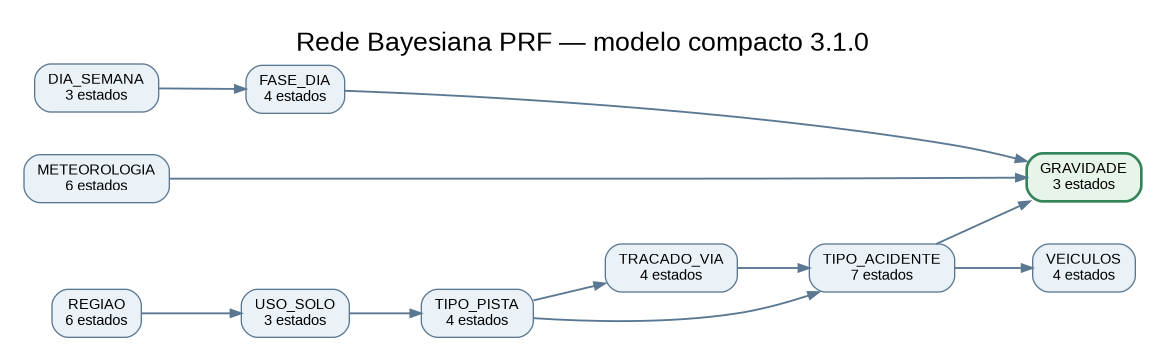 Rede Bayesiana PRF — modelo compacto 3.1.0
DIA_SEMANA
3 estados
FASE_DIA
4 estados
METEOROLOGIA
6 estados
GRAVIDADE
3 estados
TRACADO_VIA
4 estados
TIPO_ACIDENTE
7 estados
VEICULOS
4 estados
REGIAO
6 estados
USO_SOLO
3 estados
TIPO_PISTA
4 estados